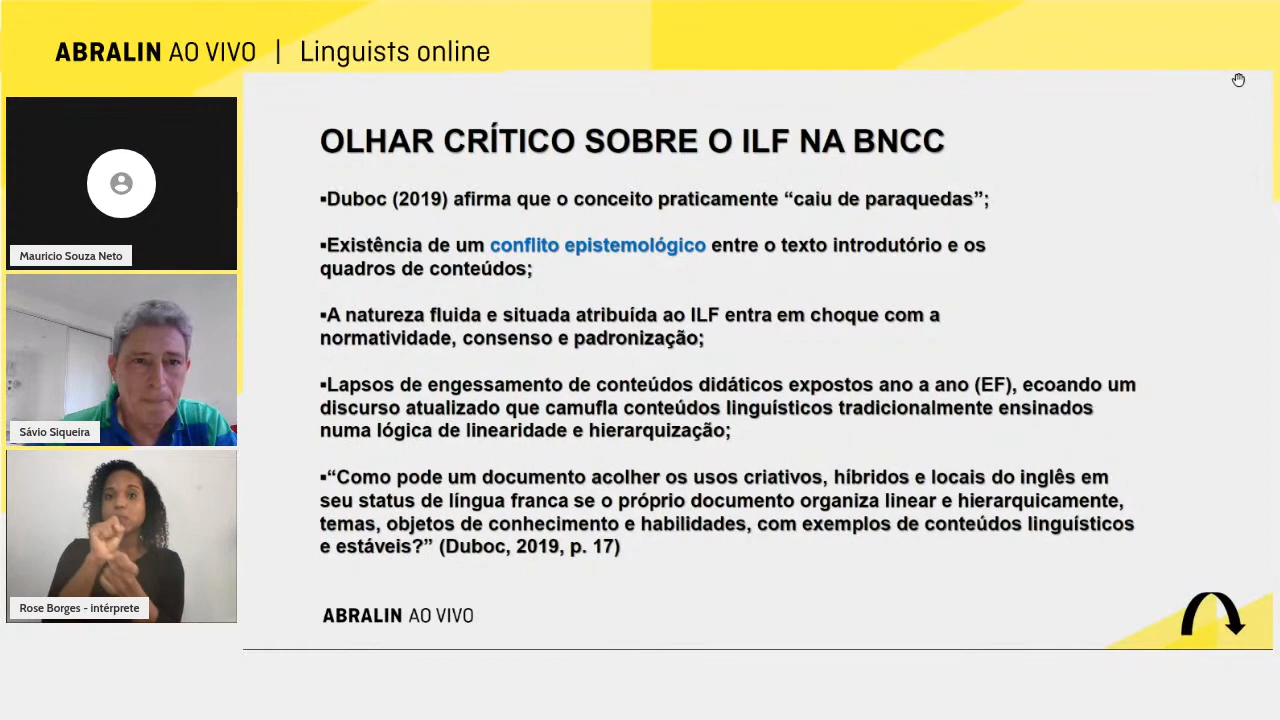 ABRALIN AO VIVO | Linguists online
Mauricio Souza Neto
Sávio Siqueira
Rose Borges - intérprete
OLHAR CRÍTICO SOBRE O ILF NA BNCC
▪Duboc (2019) afirma que o conceito praticamente “caiu de paraquedas”;
▪Existência de um conflito epistemológico entre o texto introdutório e os
quadros de conteúdos;
▪A natureza fluida e situada atribuída ao ILF entra em choque com a
normatividade, consenso e padronização;
▪Lapsos de engessamento de conteúdos didáticos expostos ano a ano (EF), ecoando um
discurso atualizado que camufla conteúdos linguísticos tradicionalmente ensinados
numa lógica de linearidade e hierarquização;
▪“Como pode um documento acolher os usos criativos, híbridos e locais do inglês em
seu status de língua franca se o próprio documento organiza linear e hierarquicamente,
temas, objetos de conhecimento e habilidades, com exemplos de conteúdos linguísticos
e estáveis?” (Duboc, 2019, p. 17)
ABRALIN AO VIVO